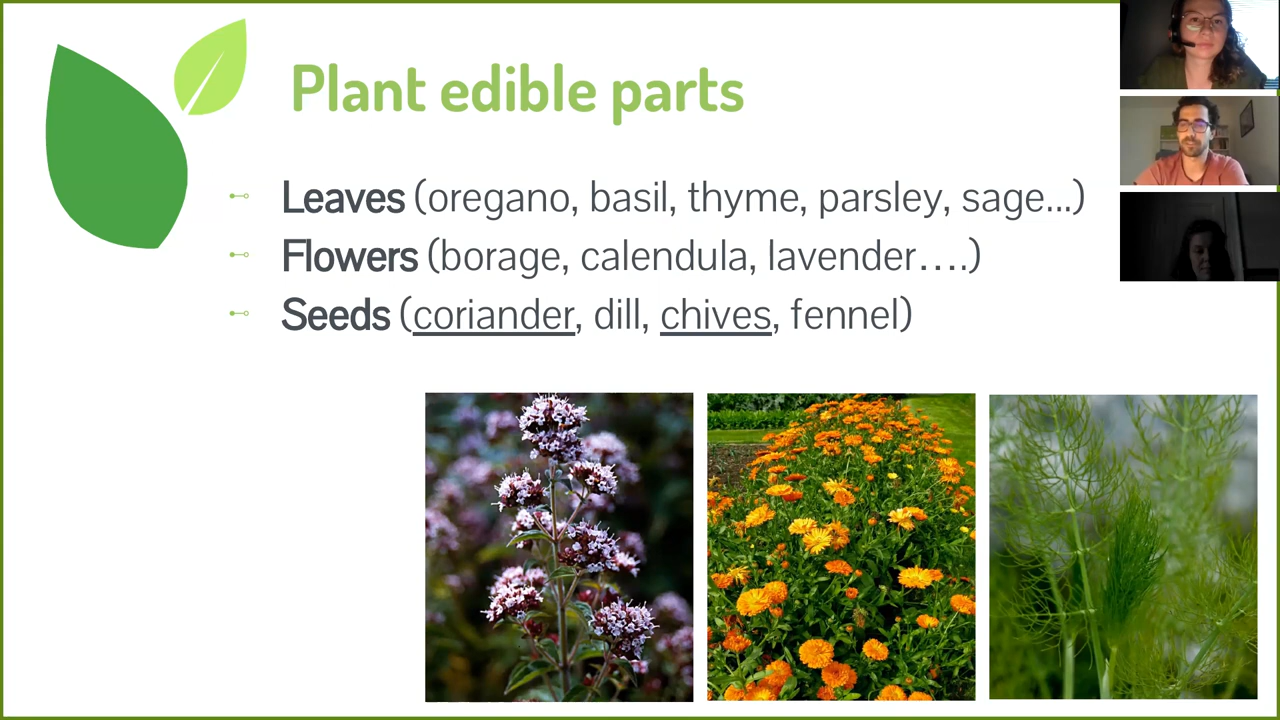 Plant edible parts
Leaves (oregano, basil, thyme, parsley, sage...)
Flowers (borage, calendula, lavender….)
Seeds (coriander, dill, chives, fennel)